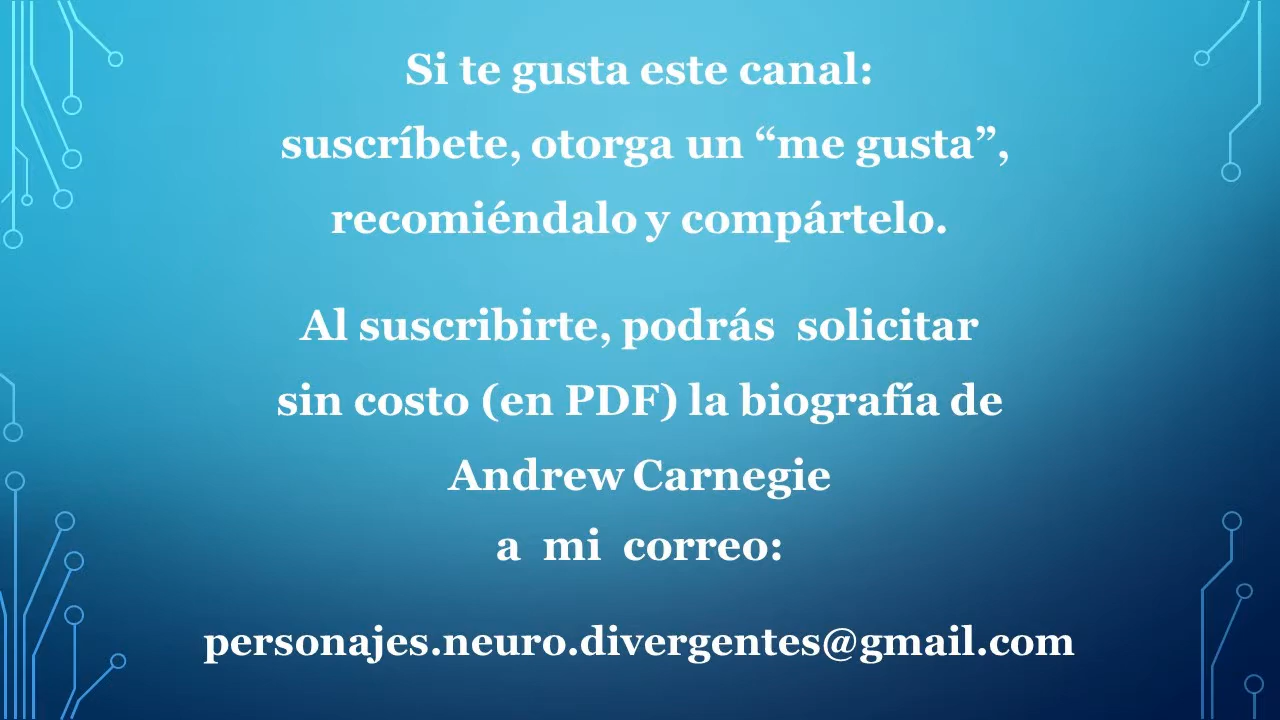 Si te gusta este canal:
suscríbete, otorga un “me gusta”,
recomiéndalo y compártelo.
Al suscribirte, podrás solicitar
sin costo (en PDF) la biografía de
Andrew Carnegie
a mi correo:
personajes.neuro.divergentes@gmail.com